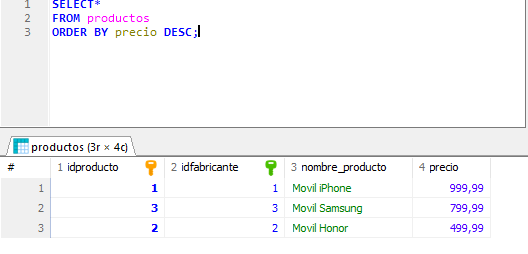 1 SELECT*
2 FROM productos
3 ORDER BY precio DESC;
productos (3r × 4c)
# 1 idproducto 2 idfabricante 3 nombre_producto 4 precio
1 1 1 Movil iPhone 999,99
2 3 3 Movil Samsung 799,99
3 2 2 Movil Honor 499,99